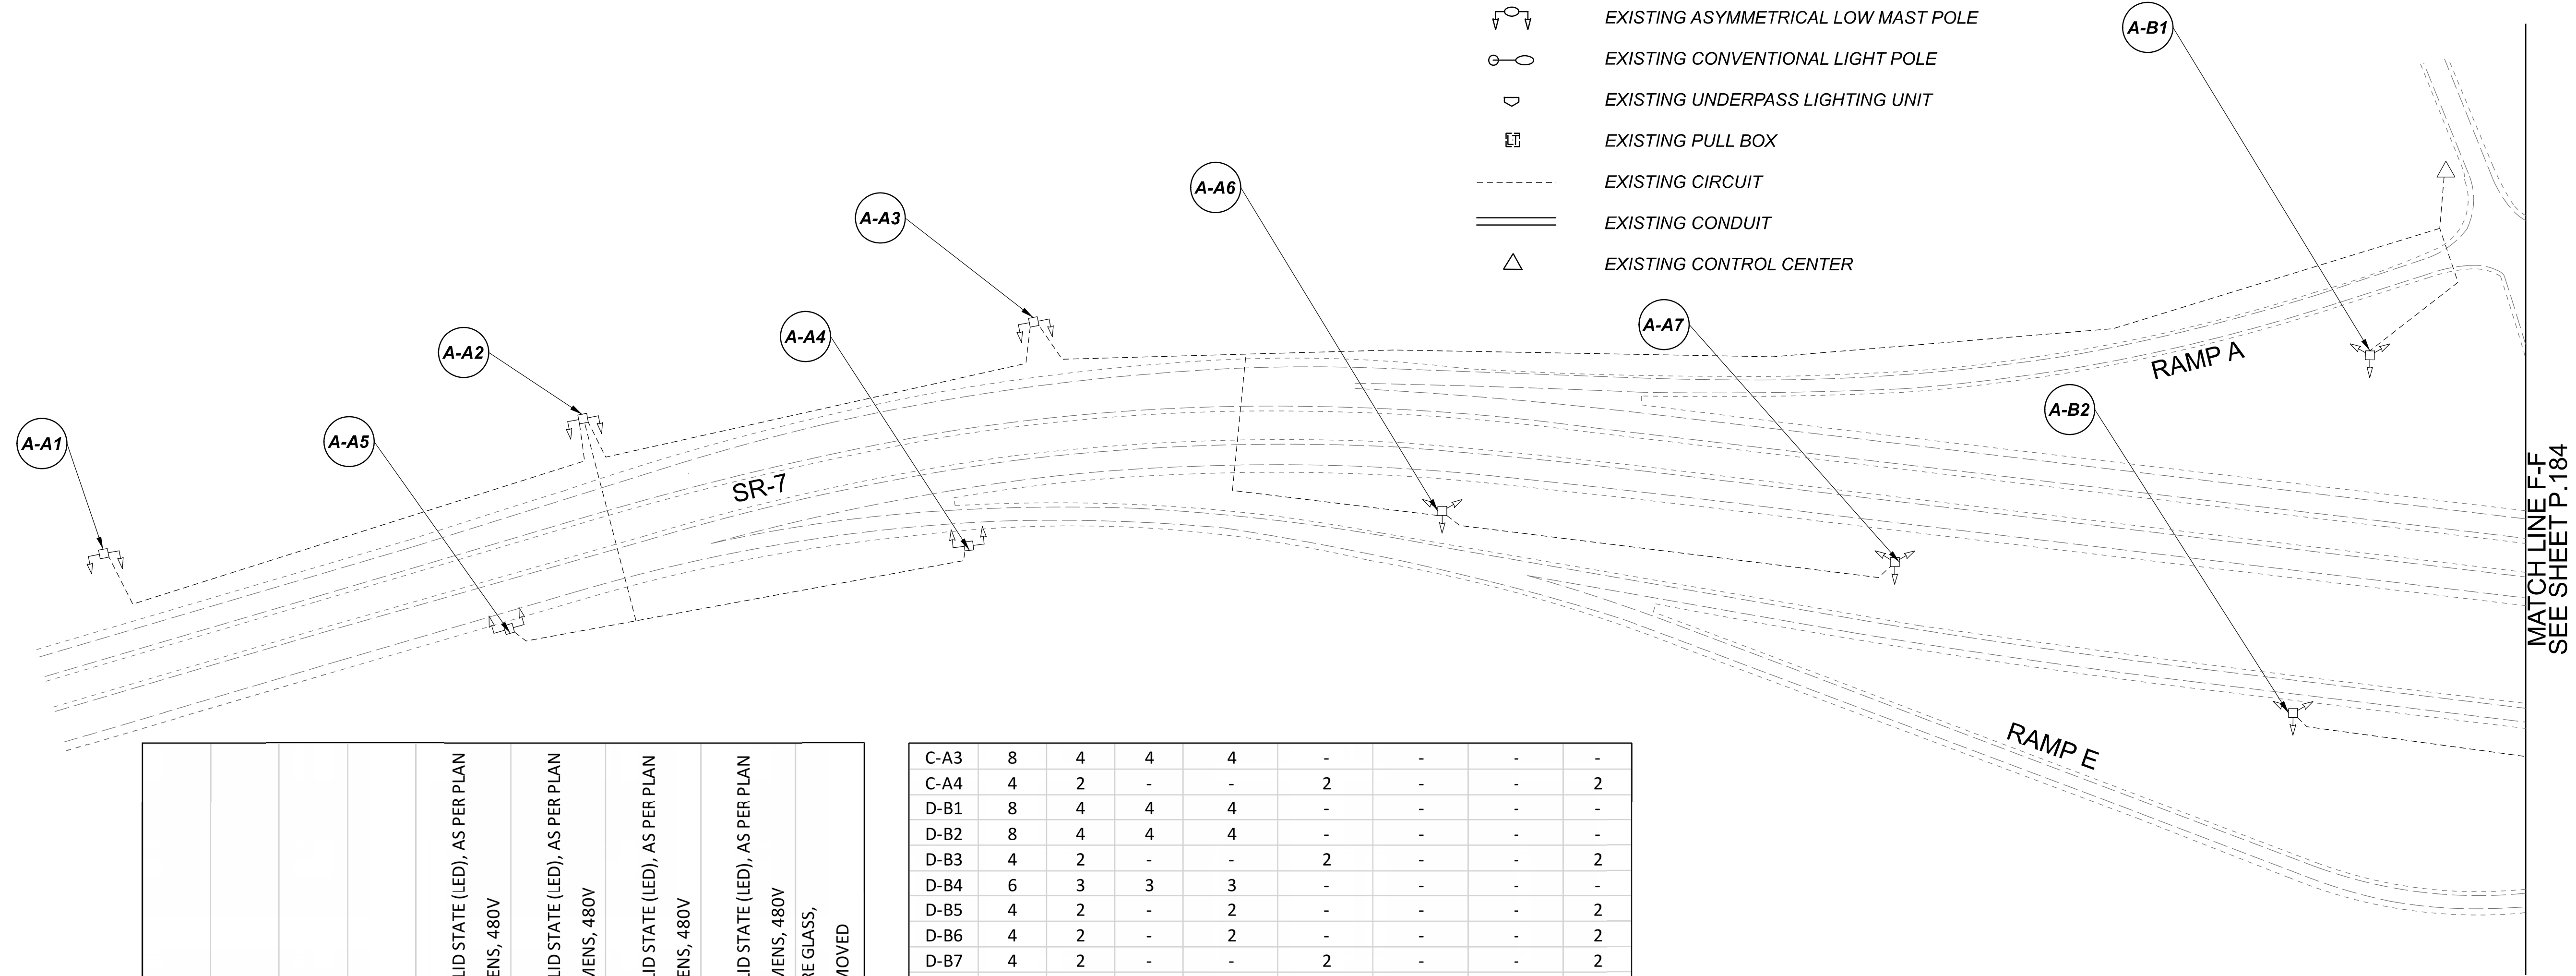 EXISTING ASYMMETRICAL LOW MAST POLE
EXISTING CONVENTIONAL LIGHT POLE
EXISTING UNDERPASS LIGHTING UNIT
LT EXISTING PULL BOX
EXISTING CIRCUIT
EXISTING CONDUIT
EXISTING CONTROL CENTER
A-B1
A-A6
A-A3
A-A7
A-A4
A-A2
A-B2
A-A1
A-A5
RAMP A
SR-7
RAMP E
MATCH LINE F-F
SEE SHEET P.184
LID STATE (LED), AS PER PLAN
ENS, 480V
LID STATE (LED), AS PER PLAN
MENS, 480V
LID STATE (LED), AS PER PLAN
ENS, 480V
LID STATE (LED), AS PER PLAN
MENS, 480V
RE GLASS,
MOVED
C-A3 8 4 4 4 - - - -
C-A4 4 2 - - 2 - - 2
D-B1 8 4 4 4 - - - -
D-B2 8 4 4 4 - - - -
D-B3 4 2 - - 2 - - 2
D-B4 6 3 3 3 - - - -
D-B5 4 2 - 2 - - - 2
D-B6 4 2 - 2 - - - 2
D-B7 4 2 - - 2 - - 2